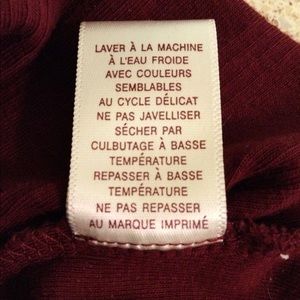 LAVER À LA MACHINE
À L'EAU FROIDE
AVEC COULEURS
SEMBLABLES
AU CYCLE DÉLICAT
NE PAS JAVELLISER
SÉCHER PAR
CULBUTAGE À BASSE
TEMPÉRATURE
REPASSER À BASSE
TEMPÉRATURE
NE PAS REPASSER
AU MARQUE IMPRIMÉ